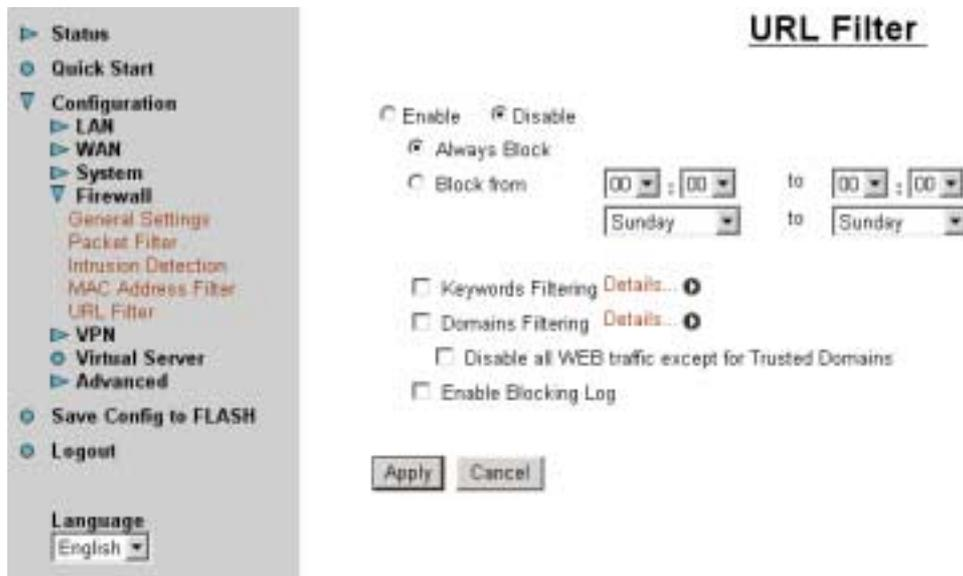 Status
Quick Start
Configuration
LAN
WAN
System
Firewall
General Settings
Packet Filter
Intrusion Detection
MAC Address Filter
URL Filter
VPN
Virtual Server
Advanced
Save Config to FLASH
Logout
Language
English
URL Filter
Enable Disable
Always Block
Block from 00 : 00 to 00 : 00
Sunday to Sunday
Keywords Filtering Details...
Domains Filtering Details...
Disable all WEB traffic except for Trusted Domains
Enable Blocking Log
Apply Cancel